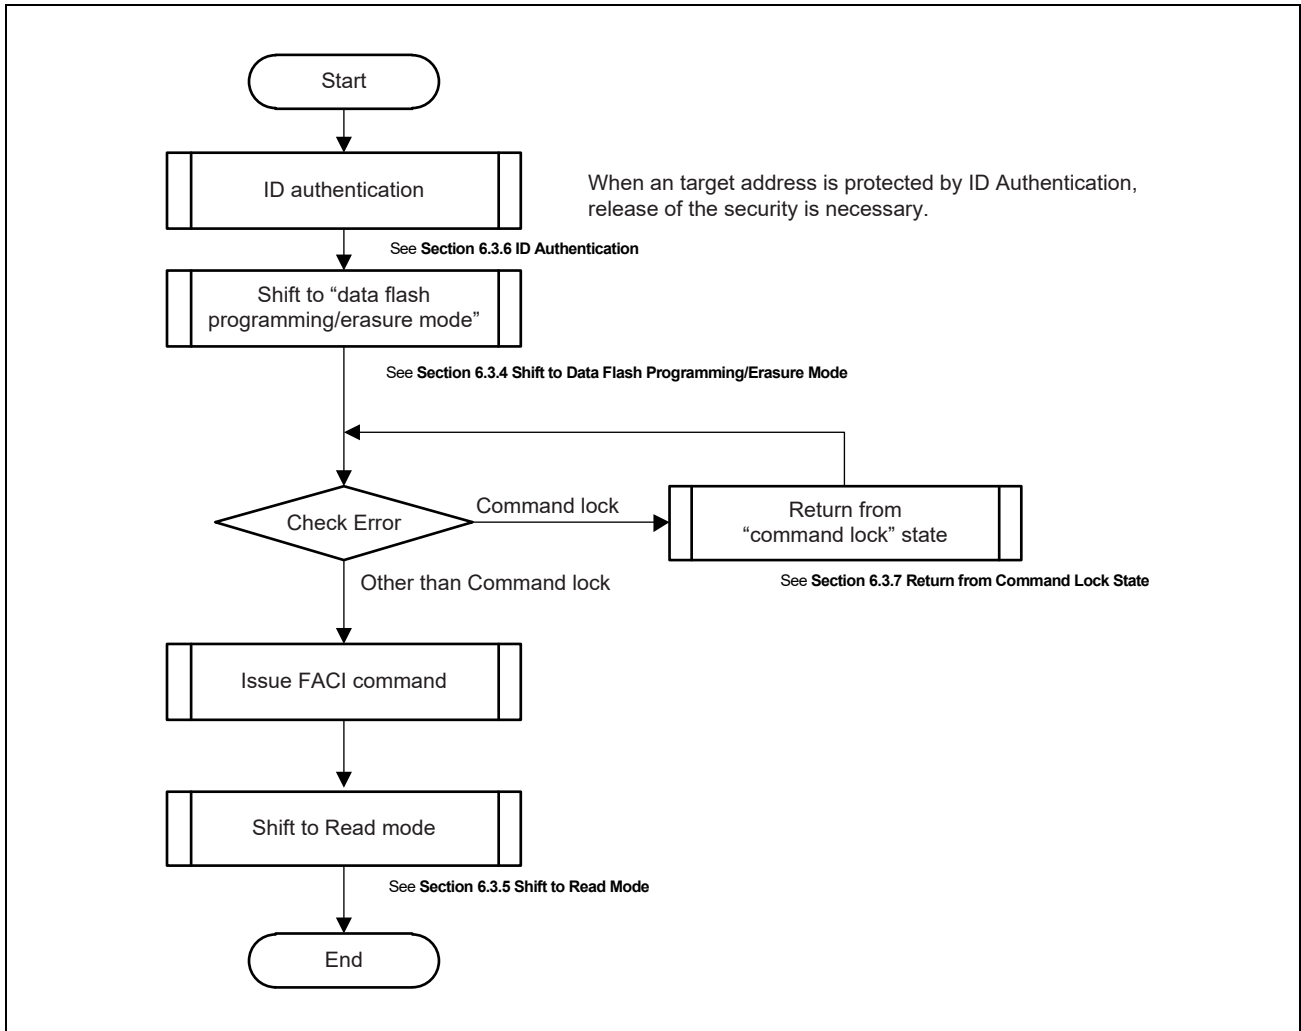 Start
ID authentication
When an target address is protected by ID Authentication,
release of the security is necessary.
See Section 6.3.6 ID Authentication
Shift to “data flash
programming/erasure mode”
See Section 6.3.4 Shift to Data Flash Programming/Erasure Mode
Check Error
Command lock
Return from
“command lock” state
See Section 6.3.7 Return from Command Lock State
Other than Command lock
Issue FACI command
Shift to Read mode
See Section 6.3.5 Shift to Read Mode
End